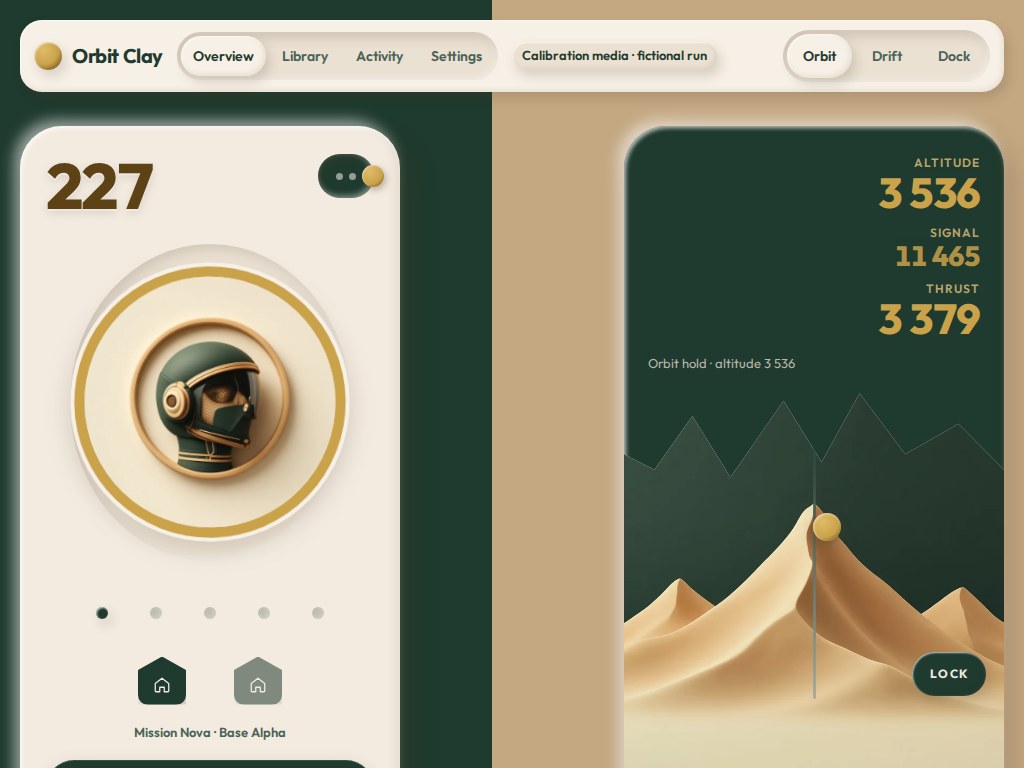 Orbit Clay
Overview Library Activity Settings
Calibration media · fictional run
Orbit Drift Dock
227
Mission Nova · Base Alpha
ALTITUDE
3 536
SIGNAL
11 465
THRUST
3 379
Orbit hold · altitude 3 536
LOCK